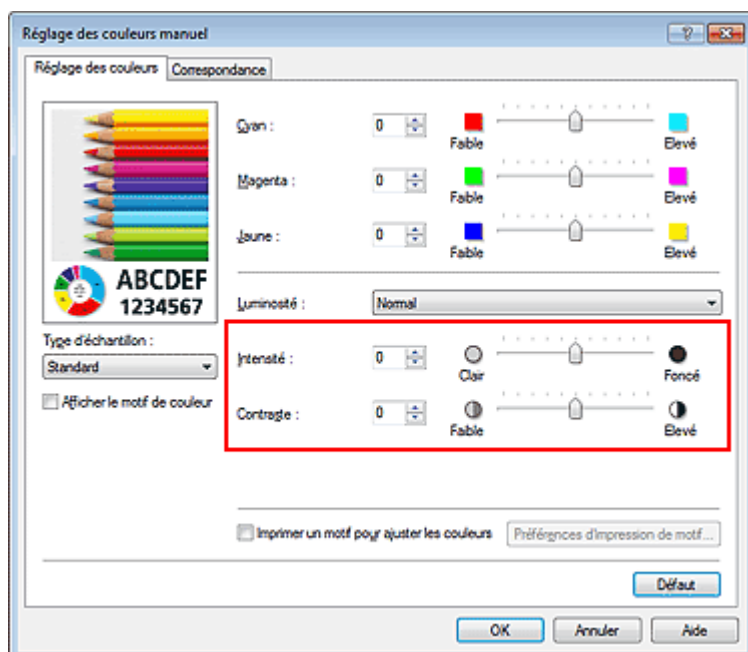 Réglage des couleurs manuel
Réglage des couleurs Correspondance
Cyan : 0 Faible Elevé
Magenta : 0 Faible Elevé
Jaune : 0 Faible Elevé
ABCDEF
1234567
Luminosité : Normal
Type d'échantillon :
Standard
Intensité : 0 Clair Foncé
Afficher le motif de couleur
Contraste : 0 Faible Elevé
Imprimer un motif pour ajuster les couleurs Préférences d'impression de motif...
Défaut
OK Annuler Aide